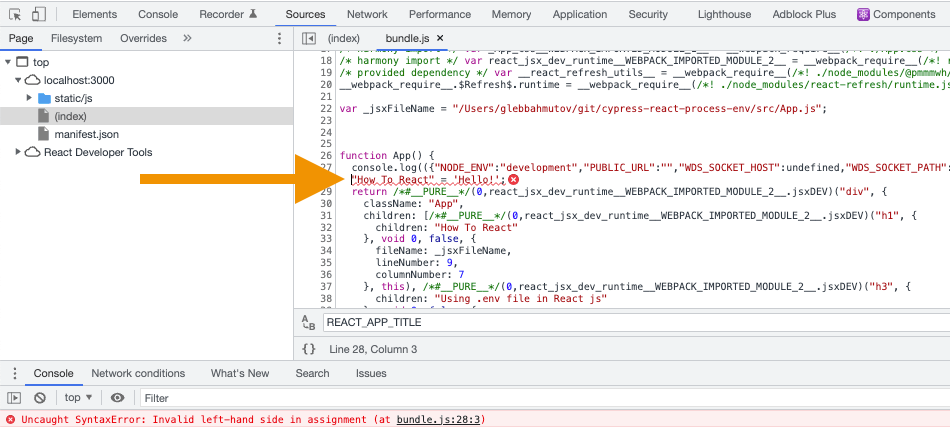 Elements Console Recorder Sources Network Performance Memory Application Security Lighthouse Adblock Plus Components
Page Filesystem Overrides »
(index) bundle.js ×
top
localhost:3000
static/js
(index)
manifest.json
React Developer Tools
18 /* harmony import */ var react_jsx_dev_runtime__WEBPACK_IMPORTED_MODULE_2__ = __webpack_require__(/*! r
19 /* provided dependency */ var __react_refresh_utils__ = __webpack_require__(/*! ./node_modules/@pmmmwh/
20 __webpack_require__.$Refresh$.runtime = __webpack_require__(/*! ./node_modules/react-refresh/runtime.js
21
22 var _jsxFileName = "/Users/glebbahmutov/git/cypress-react-process-env/src/App.js";
23
24
25
26 function App() {
27 console.log(({"NODE_ENV":"development","PUBLIC_URL":"","WDS_SOCKET_HOST":undefined,"WDS_SOCKET_PATH":
"How To React" = 'Hello!';
29 return /*#__PURE__*/(0,react_jsx_dev_runtime__WEBPACK_IMPORTED_MODULE_2__.jsxDEV)("div", {
30 className: "App",
31 children: [/*#__PURE__*/(0,react_jsx_dev_runtime__WEBPACK_IMPORTED_MODULE_2__.jsxDEV)("h1", {
32 children: "How To React"
33 }, void 0, false, {
34 fileName: _jsxFileName,
35 lineNumber: 9,
36 columnNumber: 7
37 }, this), /*#__PURE__*/(0,react_jsx_dev_runtime__WEBPACK_IMPORTED_MODULE_2__.jsxDEV)("h3", {
38 children: "Using .env file in React js"
REACT_APP_TITLE
{} Line 28, Column 3
Console Network conditions What's New Search Issues
top ▼ Filter
Uncaught SyntaxError: Invalid left-hand side in assignment (at bundle.js:28:3)